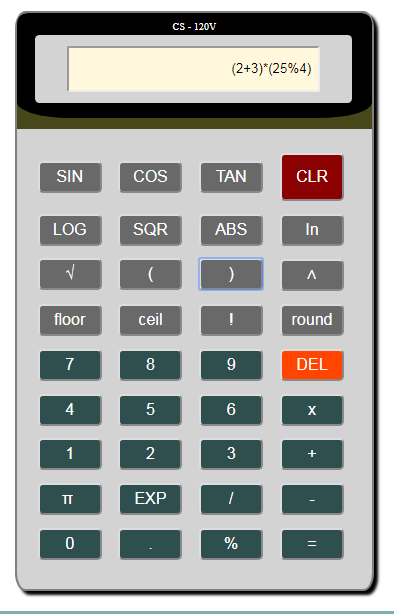 CS - 120V
(2+3)*(25%4)
SIN COS TAN CLR
LOG SQR ABS ln
√ ( ) ^
floor ceil ! round
7 8 9 DEL
4 5 6 x
1 2 3 +
π EXP / -
0 . % =